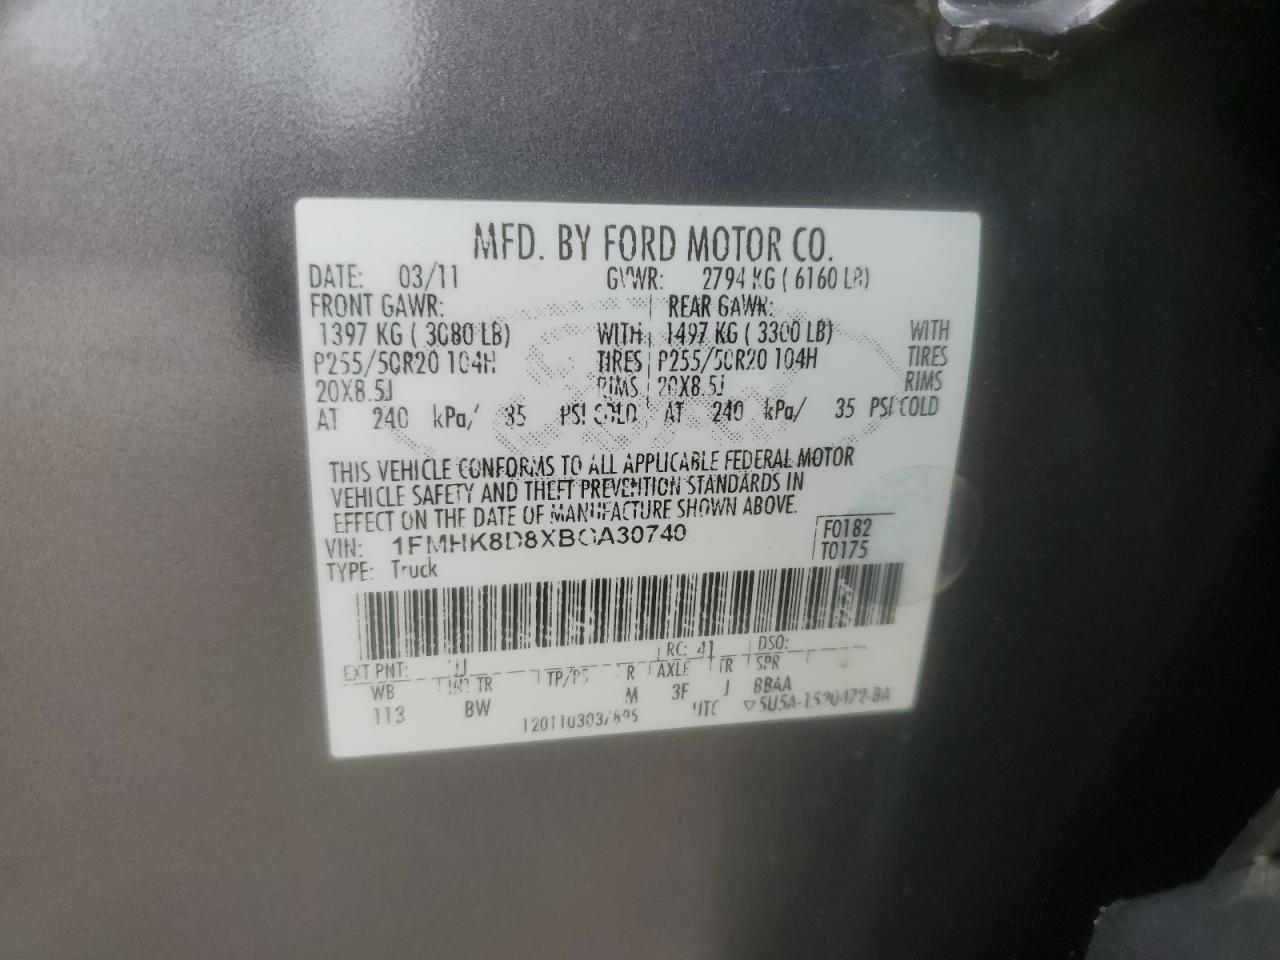 MFD. BY FORD MOTOR CO.
DATE: 03/11 GVWR: 2794 KG ( 6160 LB)
FRONT GAWR: REAR GAWR:
1397 KG ( 3080 LB) WITH 1497 KG ( 3300 LB) WITH
P255/50R20 104H TIRES P255/50R20 104H TIRES
20X8.5J RIMS 20X8.5J RIMS
AT 240 kPa/ 35 PSI COLD AT 240 kPa/ 35 PSI COLD
THIS VEHICLE CONFORMS TO ALL APPLICABLE FEDERAL MOTOR
VEHICLE SAFETY AND THEFT PREVENTION STANDARDS IN
EFFECT ON THE DATE OF MANUFACTURE SHOWN ABOVE.
VIN: 1FMHK8D8XBGA30740 F0182
TYPE: Truck T0175
EXT PNT: RC: 41 DSO:
WB INT TR TP/PS R AXLE TR SPR
113 BW M 3F J BBAA
UTC